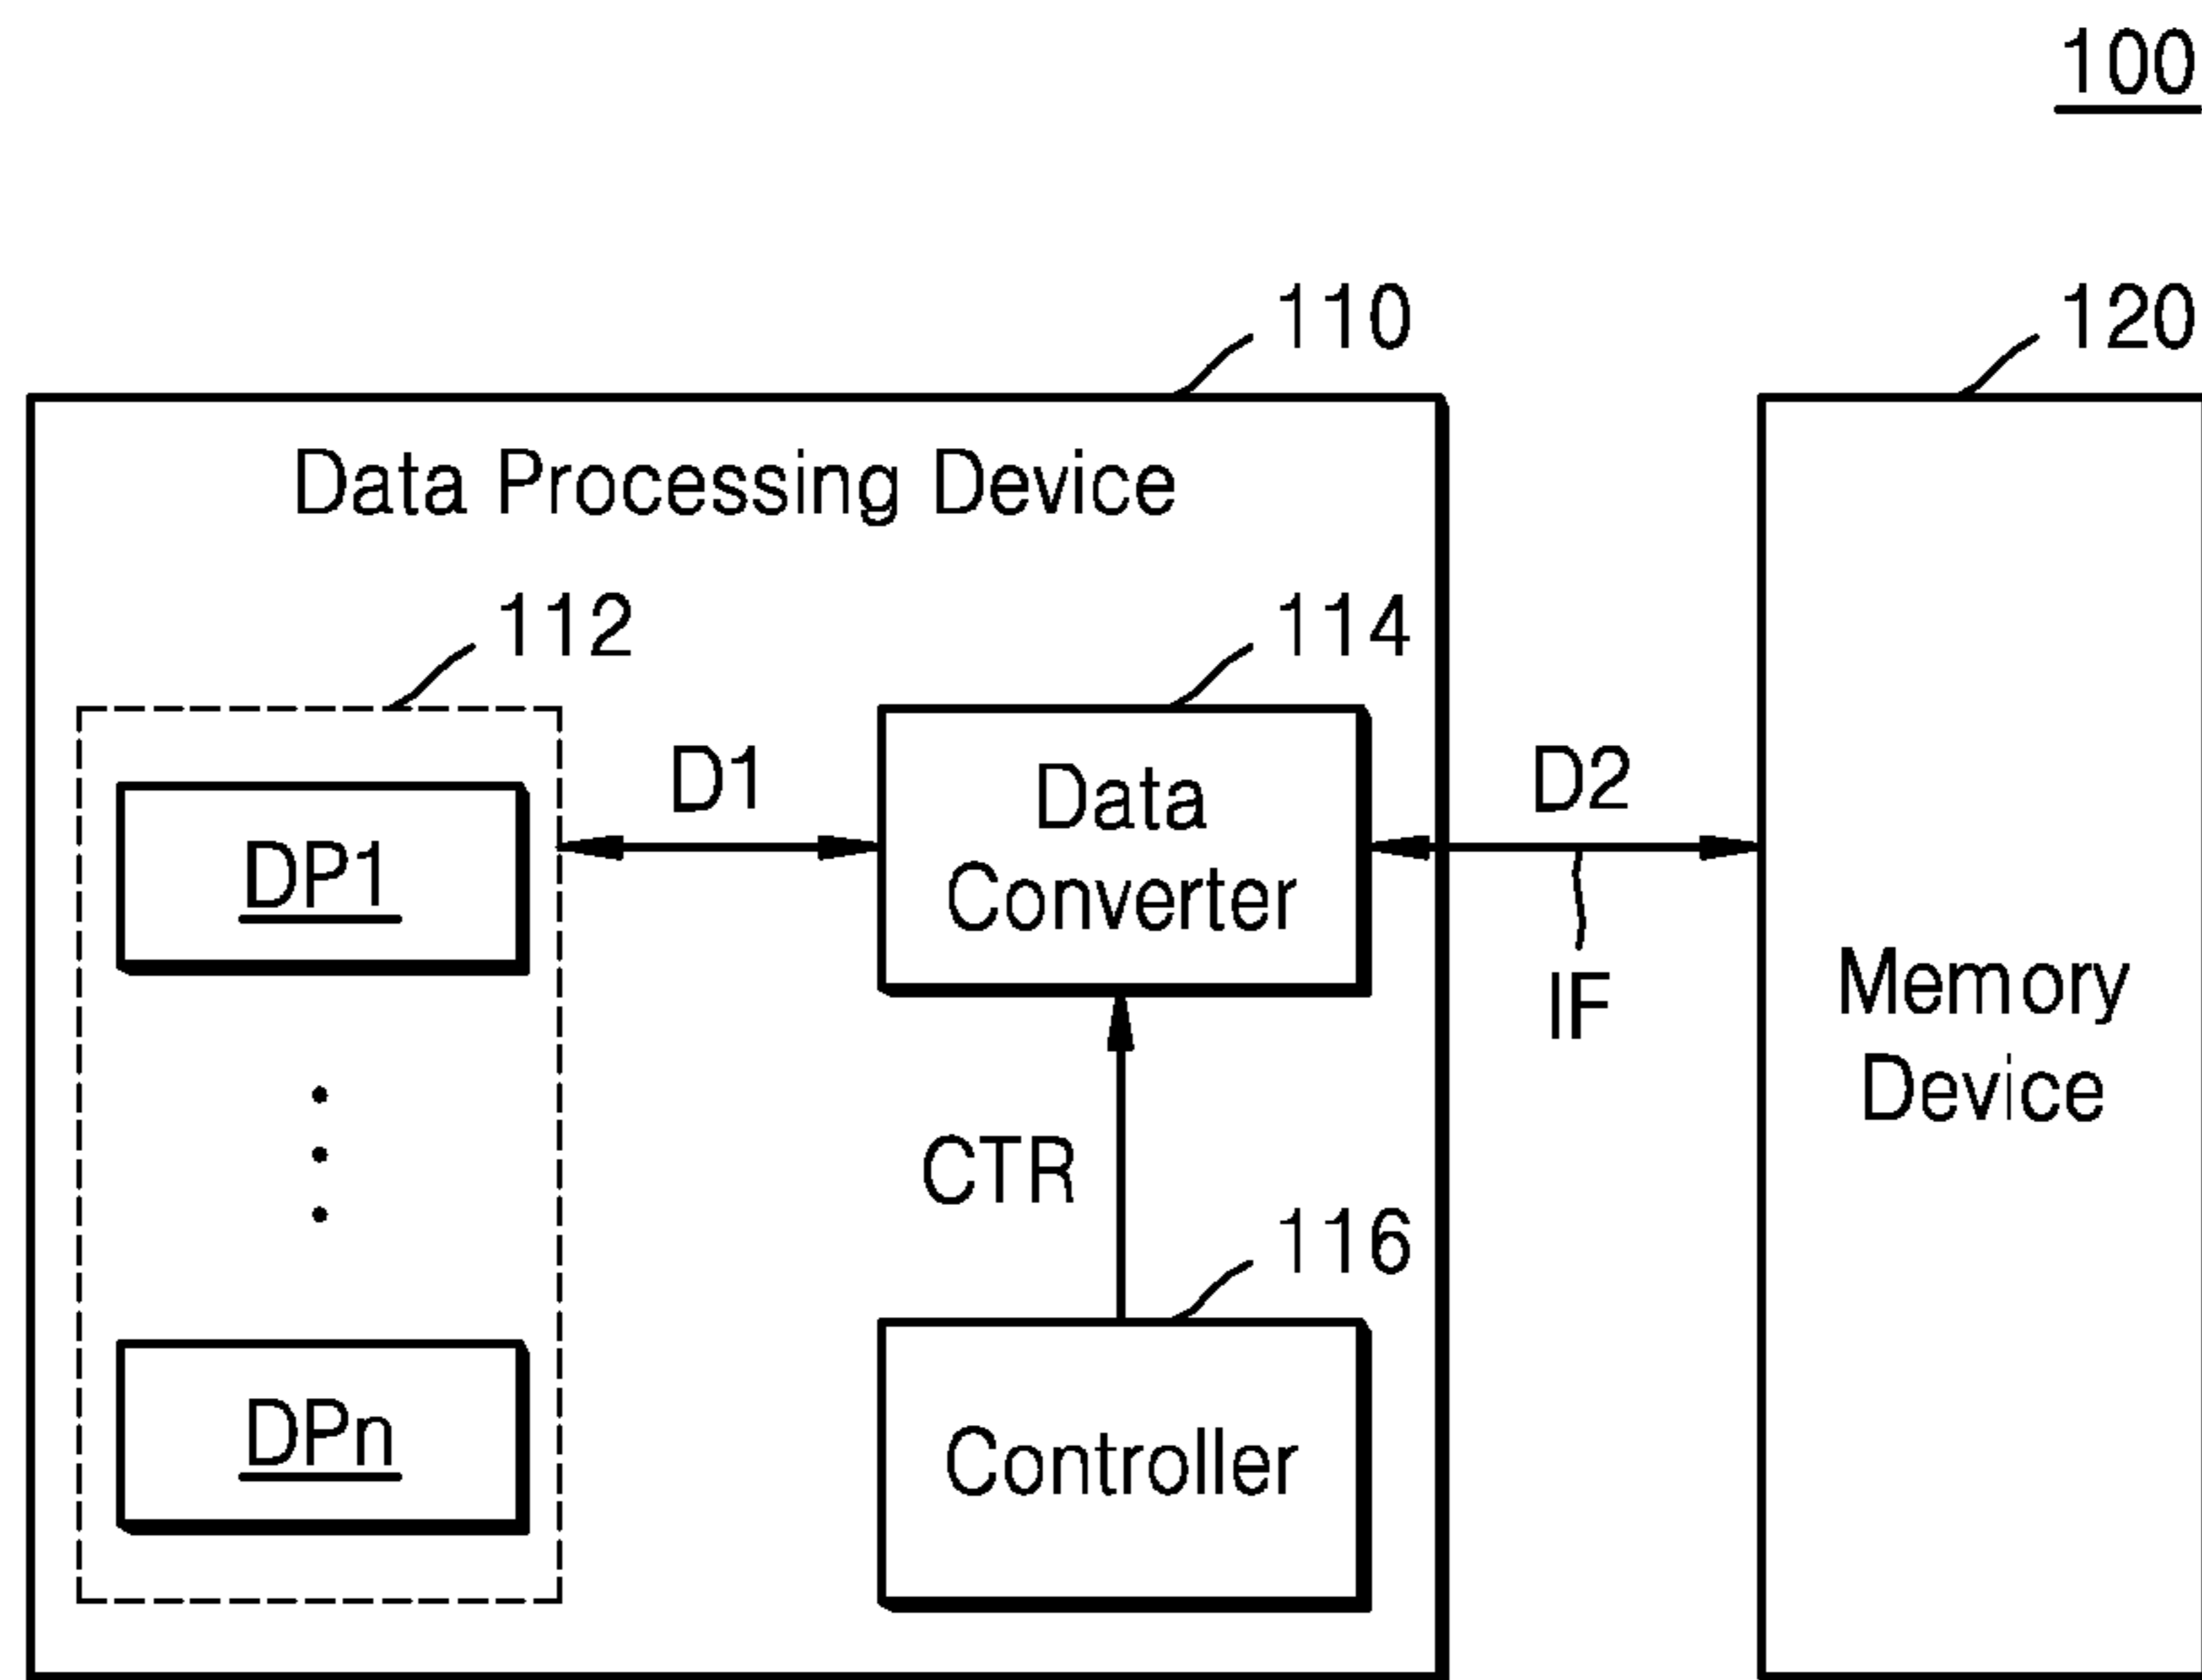 100
110
120
Data Processing Device
112
114
D1
D2
Data
Converter
DP1
IF
Memory
Device
CTR
116
DPn
Controller